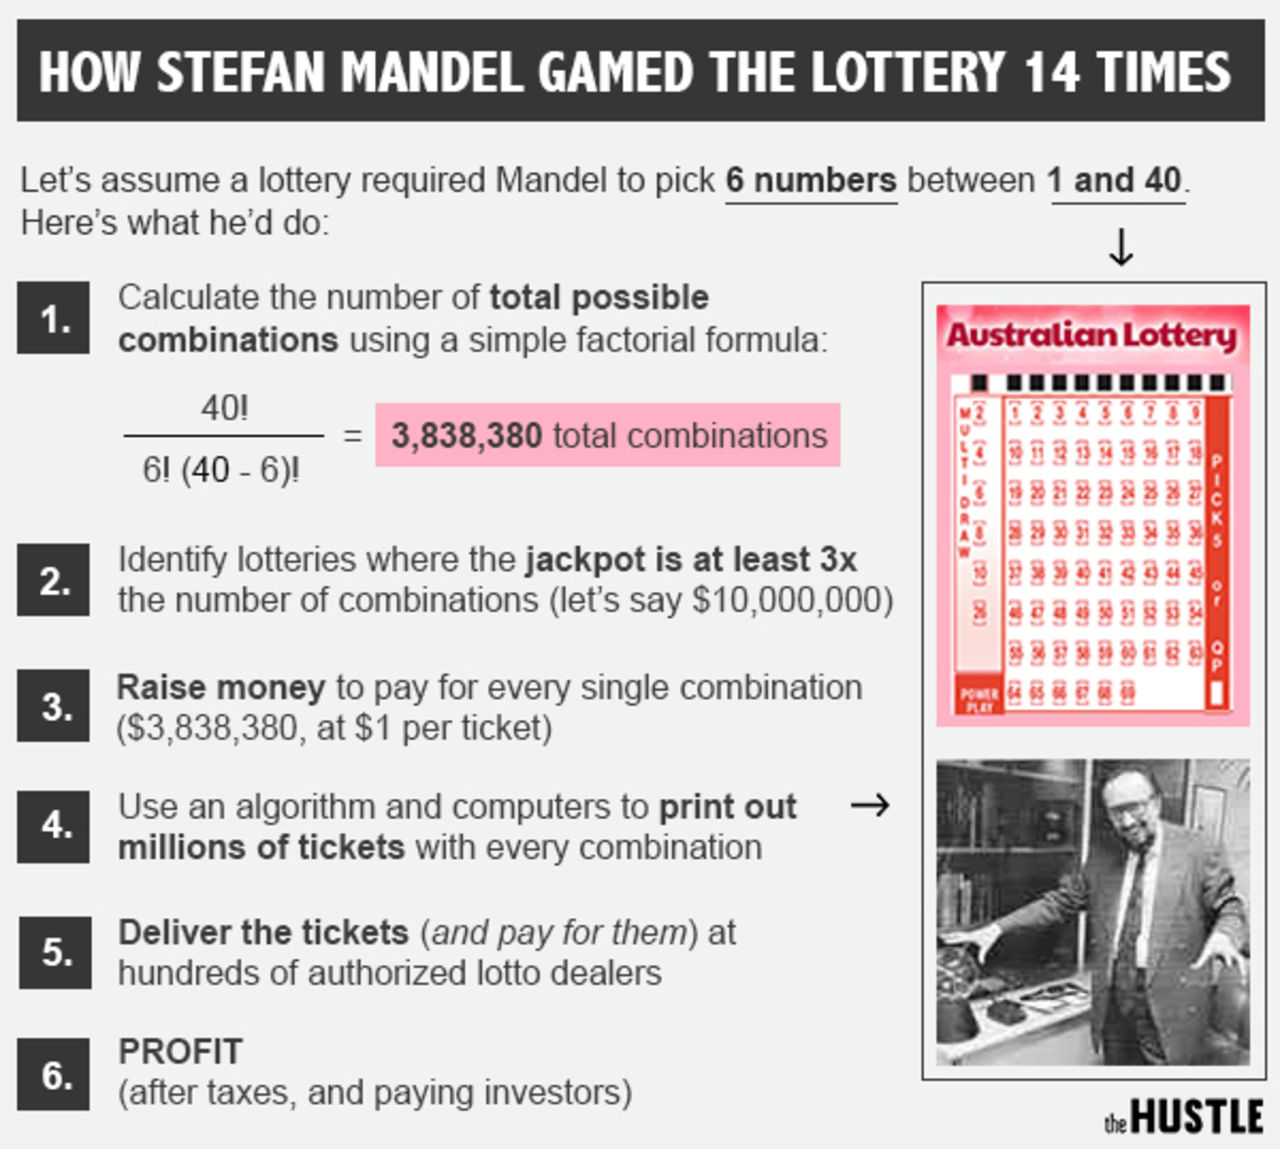 HOW STEFAN MANDEL GAMED THE LOTTERY 14 TIMES
Let's assume a lottery required Mandel to pick 6 numbers between 1 and 40.
Here's what he'd do:
↓
1.
Calculate the number of total possible
combinations using a simple factorial formula:
40!
6! (40 - 6)!
= 3,838,380 total combinations
2.
Identify lotteries where the jackpot is at least 3x
the number of combinations (let's say $10,000,000)
3.
Raise money to pay for every single combination
($3,838,380, at $1 per ticket)
4.
Use an algorithm and computers to print out →
millions of tickets with every combination
5.
Deliver the tickets (and pay for them) at
hundreds of authorized lotto dealers
6.
PROFIT
(after taxes, and paying investors)
Australian Lottery
MULTI DRAW
2 1 2 3 4 5 6 7 8 9
4 10 11 12 13 14 15 16 17 18
6 19 20 21 22 23 24 25 26 27
8 28 29 30 31 32 33 34 35 36
10 37 38 39 40 41 42 43 44 45
26 46 47 48 49 50 51 52 53 54
55 56 57 58 59 60 61 62 63
64 65 66 67 68 69
PICKS or QP
POWER
PLAY
the HUSTLE